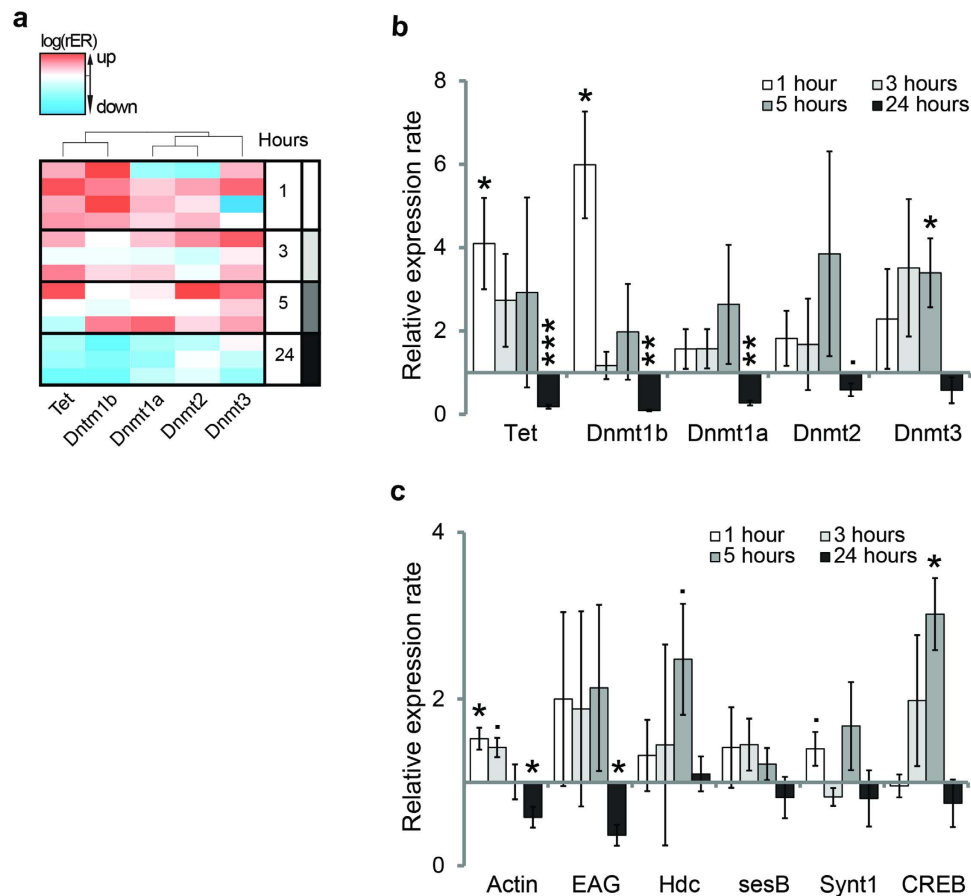 a
log(rER)
up
down
Hours
1
3
5
24
Tet
Dntm1b
Dnmt1a
Dnmt2
Dnmt3
b
Relative expression rate
8
6
4
2
0
1 hour
3 hours
5 hours
24 hours
*
*
***
**
**
.
*
Tet
Dnmt1b
Dnmt1a
Dnmt2
Dnmt3
c
Relative expression rate
4
2
0
1 hour
3 hours
5 hours
24 hours
*
.
*
*
.
.
*
Actin
EAG
Hdc
sesB
Synt1
CREB